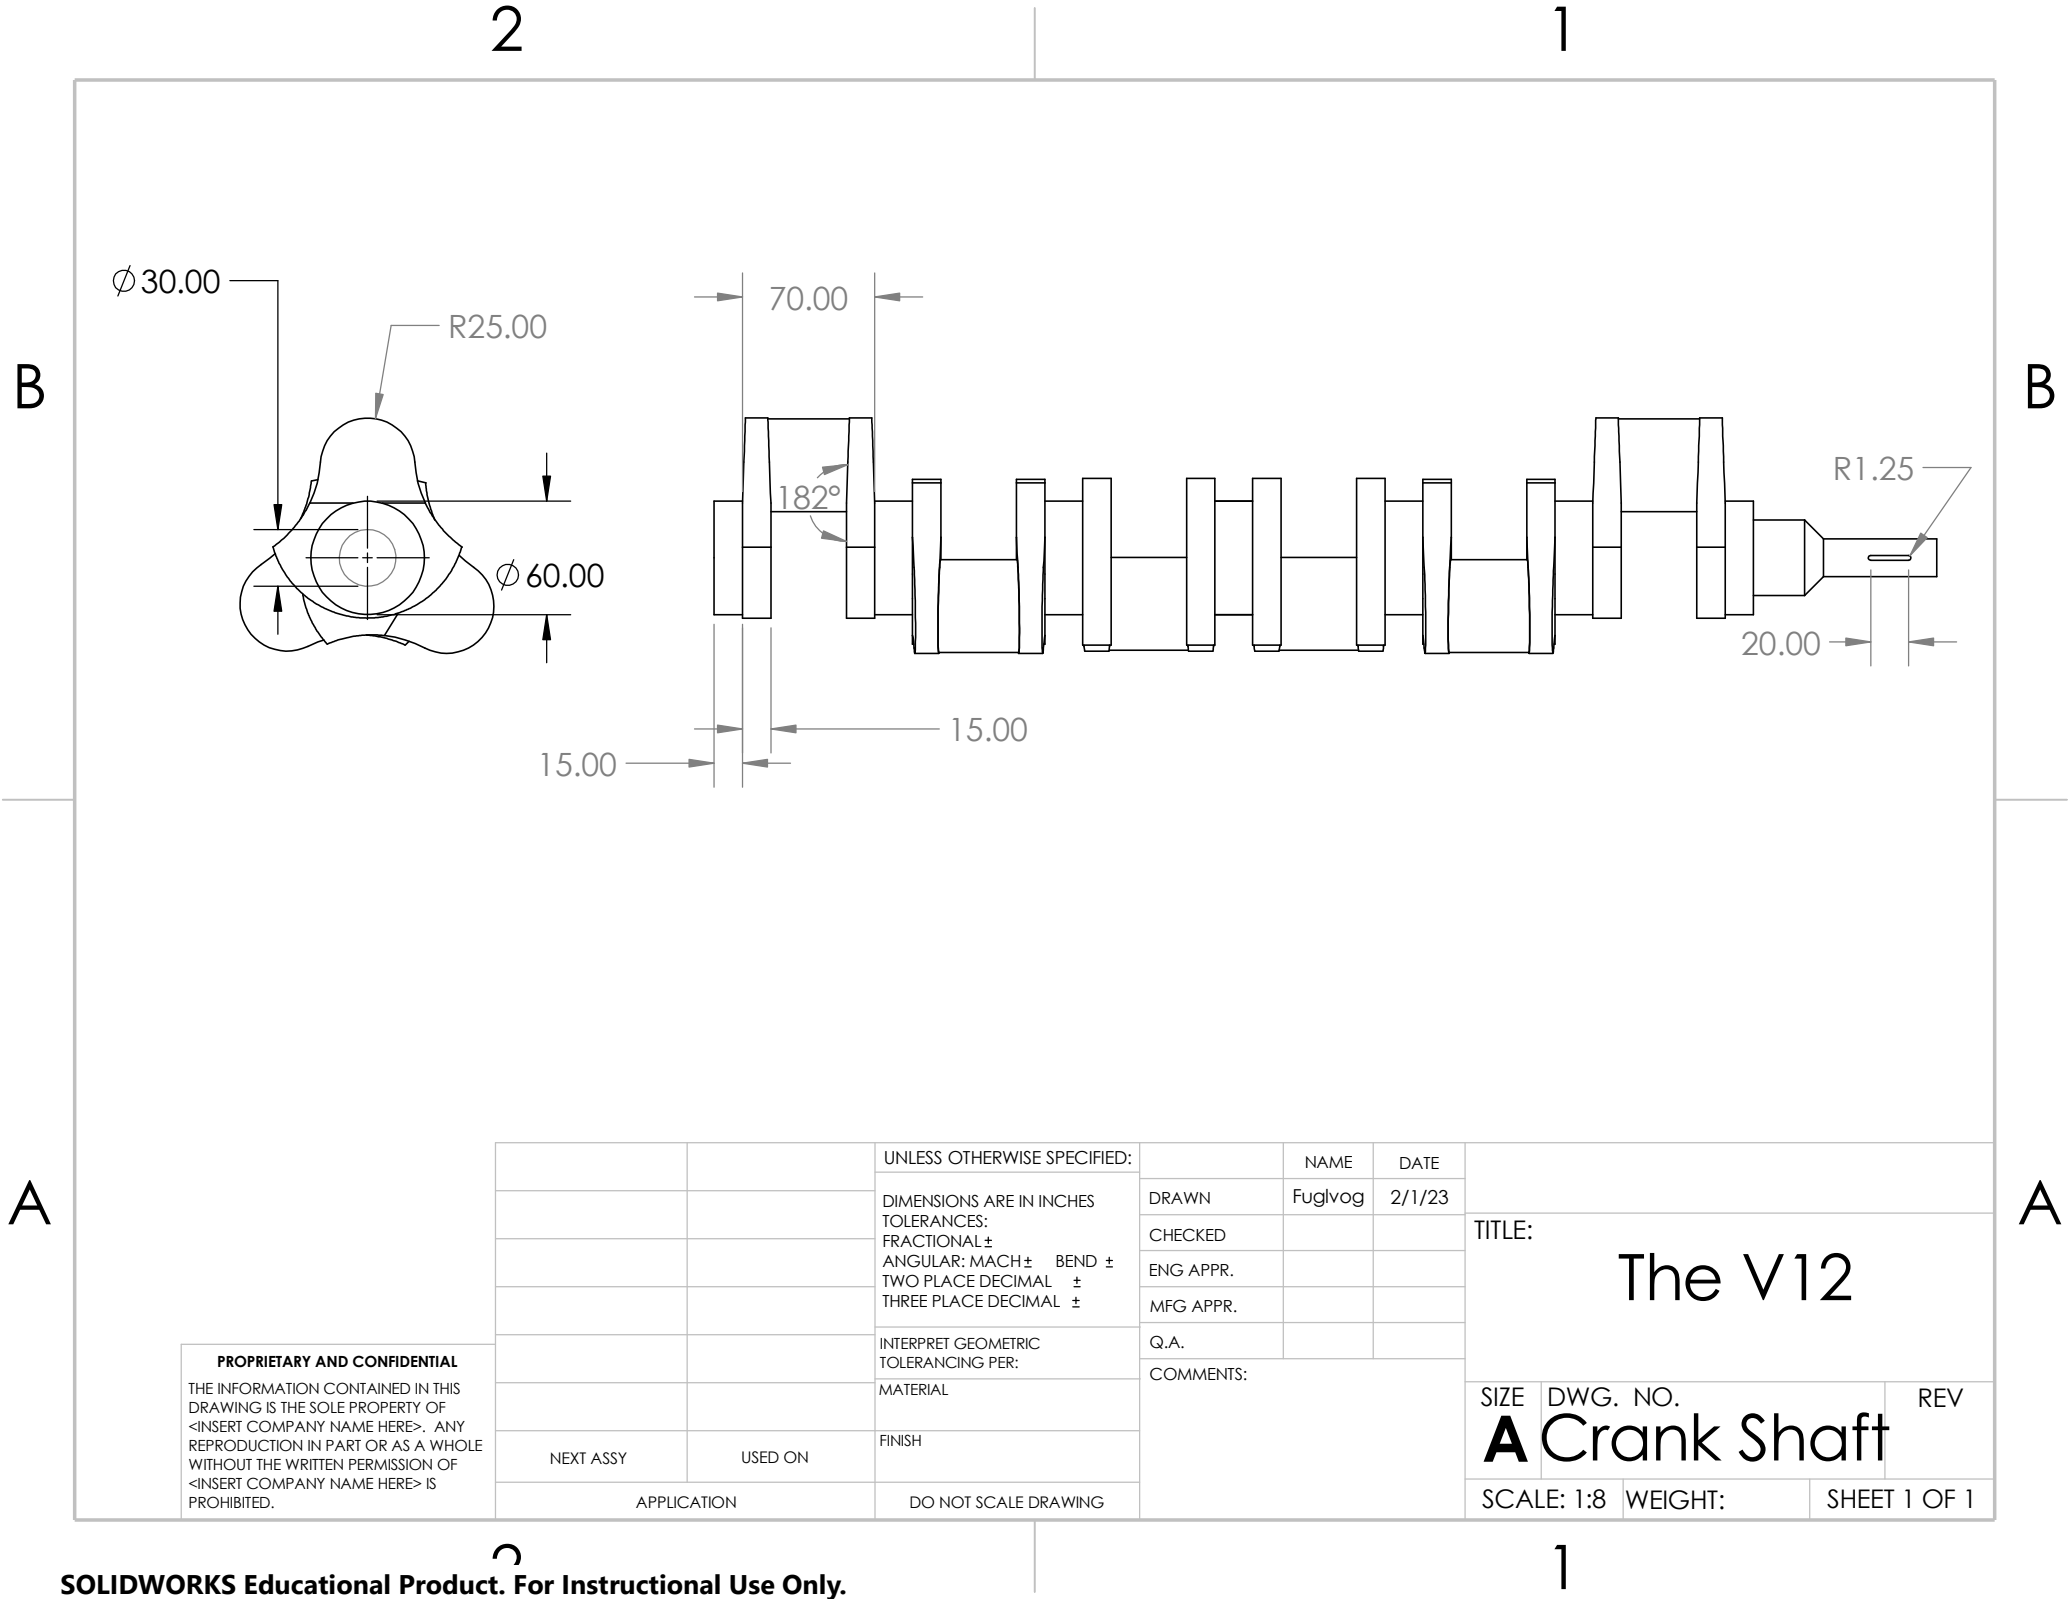 2 1
B B
⌀30.00
R25.00
⌀60.00
70.00
182°
R1.25
20.00
15.00
15.00
A A
UNLESS OTHERWISE SPECIFIED:
DIMENSIONS ARE IN INCHES
TOLERANCES:
FRACTIONAL±
ANGULAR: MACH± BEND ±
TWO PLACE DECIMAL ±
THREE PLACE DECIMAL ±
INTERPRET GEOMETRIC
TOLERANCING PER:
MATERIAL
FINISH
DO NOT SCALE DRAWING
NAME DATE
DRAWN Fuglvog 2/1/23
CHECKED
ENG APPR.
MFG APPR.
Q.A.
COMMENTS:
TITLE:
The V12
SIZE DWG. NO. REV
A Crank Shaft
SCALE: 1:8 WEIGHT: SHEET 1 OF 1
PROPRIETARY AND CONFIDENTIAL
THE INFORMATION CONTAINED IN THIS
DRAWING IS THE SOLE PROPERTY OF
<INSERT COMPANY NAME HERE>. ANY
REPRODUCTION IN PART OR AS A WHOLE
WITHOUT THE WRITTEN PERMISSION OF
<INSERT COMPANY NAME HERE> IS
PROHIBITED.
NEXT ASSY USED ON
APPLICATION
2 1
SOLIDWORKS Educational Product. For Instructional Use Only.